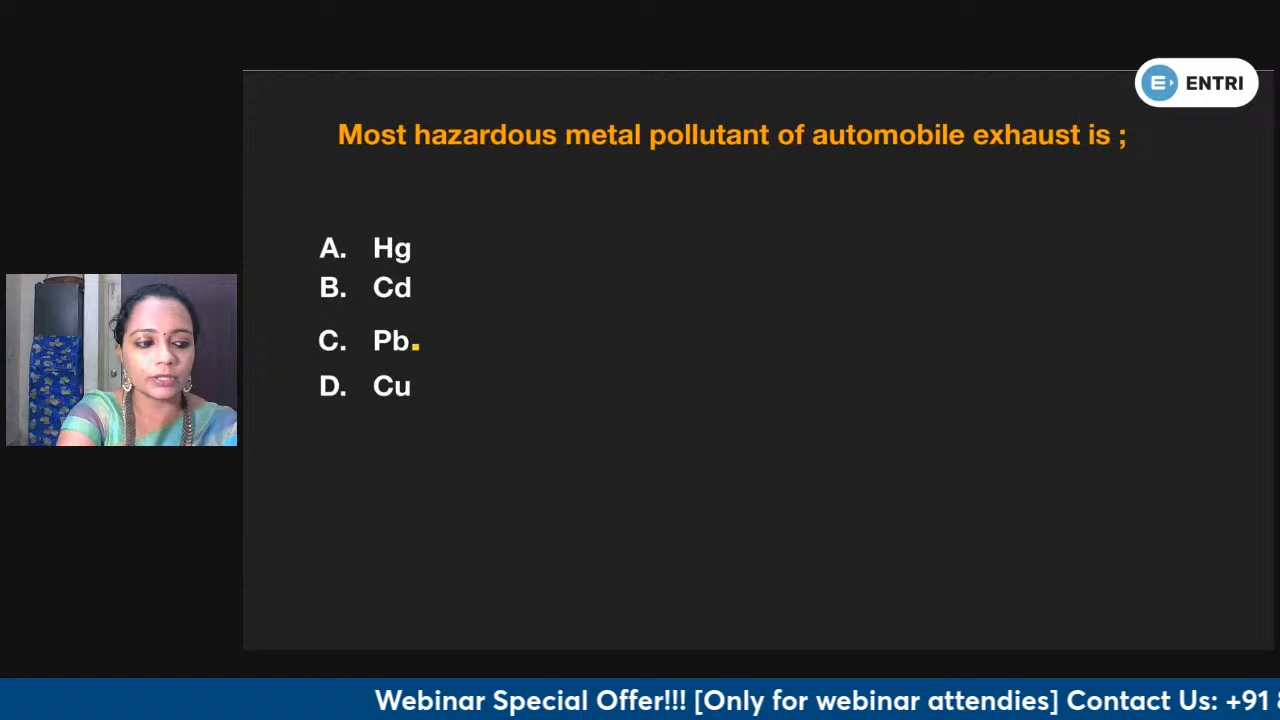 ENTRI
Most hazardous metal pollutant of automobile exhaust is ;
A. Hg
B. Cd
C. Pb.
D. Cu
Webinar Special Offer!!! [Only for webinar attendies] Contact Us: +91